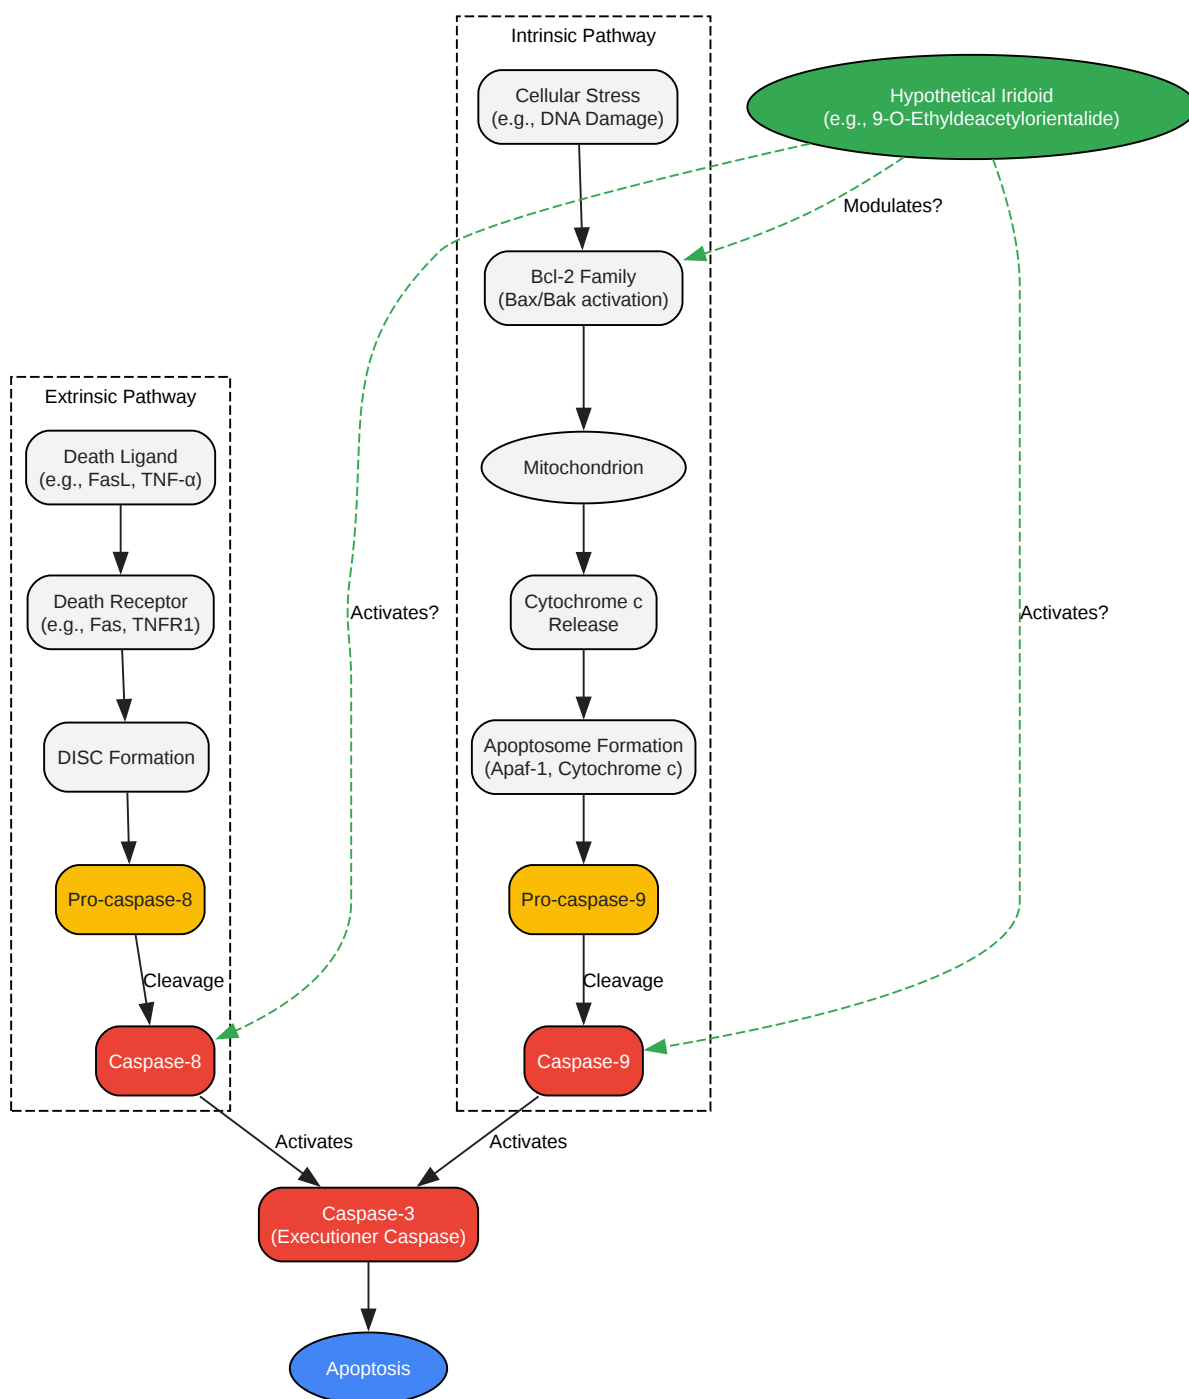 Intrinsic Pathway
Cellular Stress
(e.g., DNA Damage)
Hypothetical Iridoid
(e.g., 9-O-Ethyldeacetylorientalide)
Modulates?
Bcl-2 Family
(Bax/Bak activation)
Extrinsic Pathway
Death Ligand
(e.g., FasL, TNF-α)
Mitochondrion
Death Receptor
(e.g., Fas, TNFR1)
Activates?
Cytochrome c
Release
Activates?
DISC Formation
Apoptosome Formation
(Apaf-1, Cytochrome c)
Pro-caspase-8
Pro-caspase-9
Cleavage
Cleavage
Caspase-8
Caspase-9
Activates
Activates
Caspase-3
(Executioner Caspase)
Apoptosis